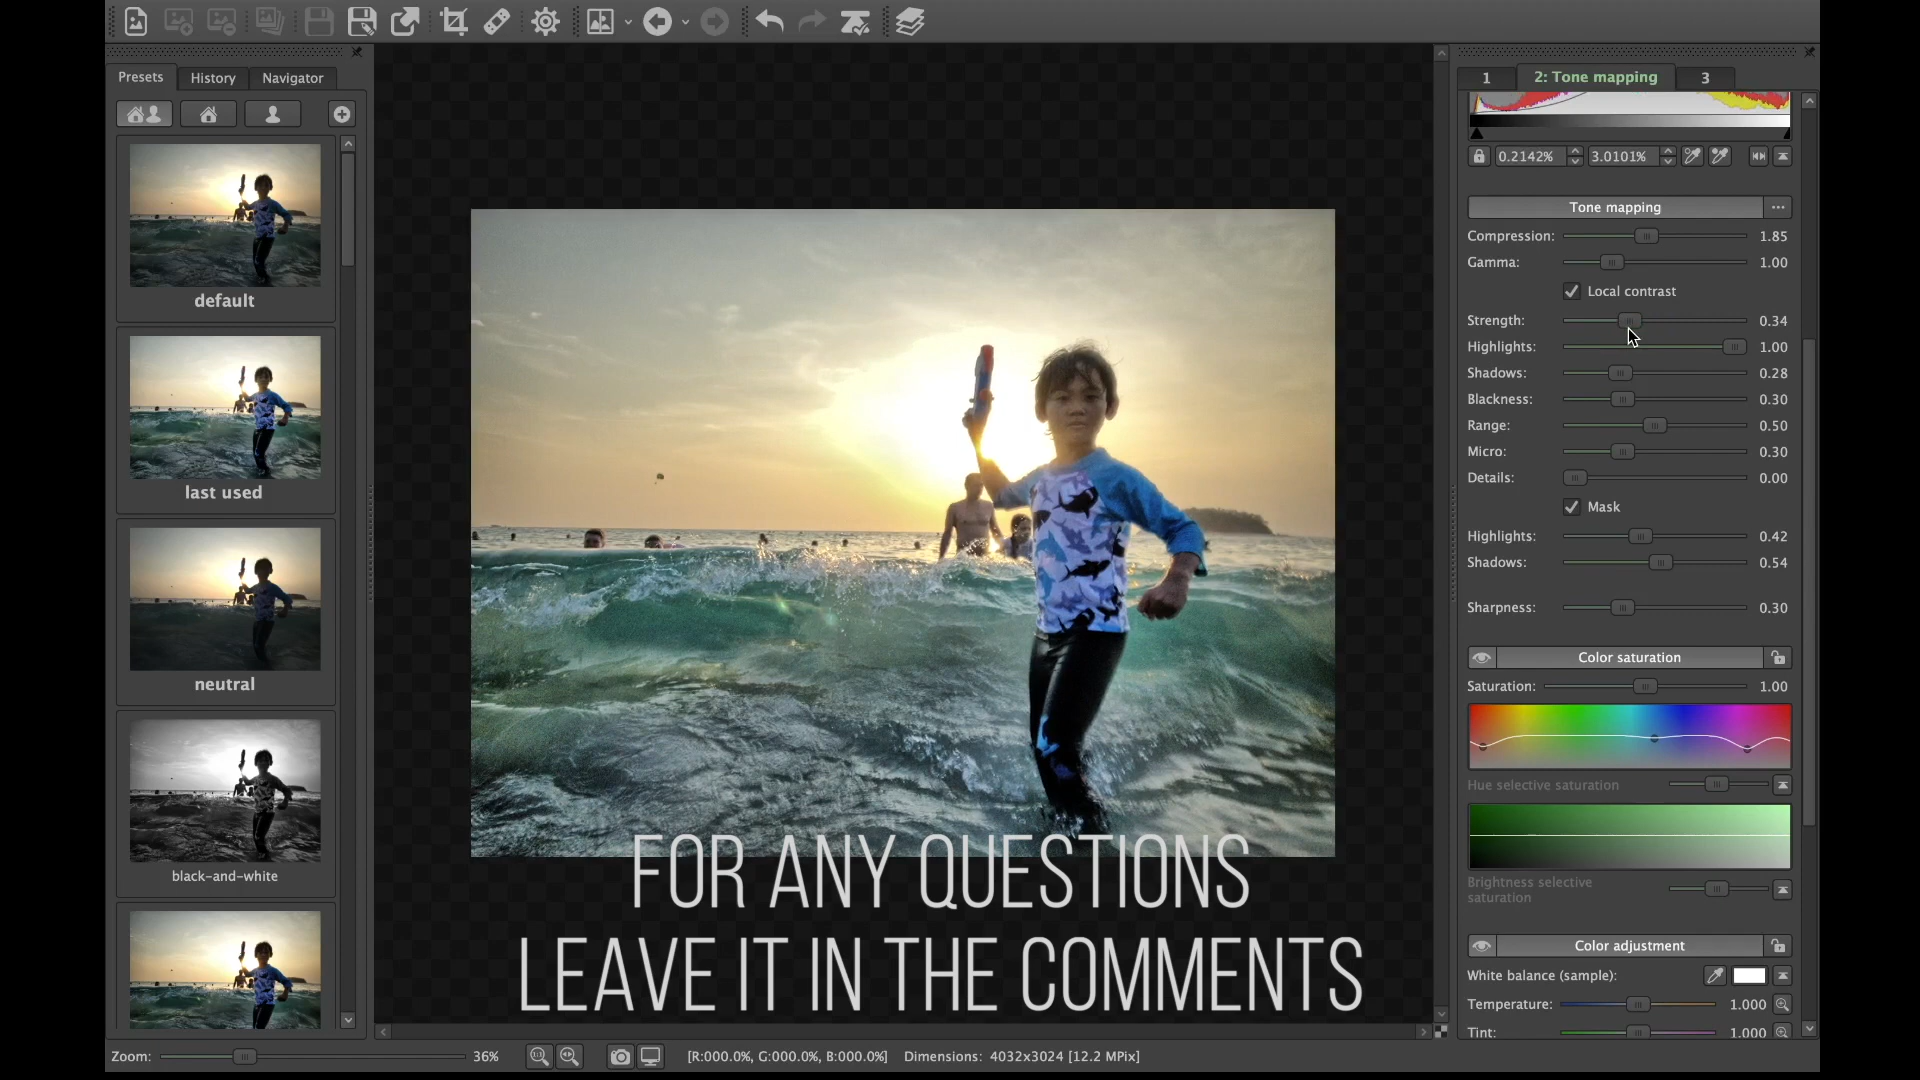 Presets
History
Navigator
default
last used
neutral
black-and-white
FOR ANY QUESTIONS
LEAVE IT IN THE COMMENTS
1
2: Tone mapping
3
0.2142%
3.0101%
Tone mapping
Compression: 1.85
Gamma: 1.00
Local contrast
Strength: 0.34
Highlights: 1.00
Shadows: 0.28
Blackness: 0.30
Range: 0.50
Micro: 0.30
Details: 0.00
Mask
Highlights: 0.42
Shadows: 0.54
Sharpness: 0.30
Color saturation
Saturation: 1.00
Hue selective saturation
Brightness selective
saturation
Color adjustment
White balance (sample):
Temperature: 1.000
Tint: 1.000
Zoom: 36% [R:000.0%, G:000.0%, B:000.0%] Dimensions: 4032x3024 [12.2 MPix]